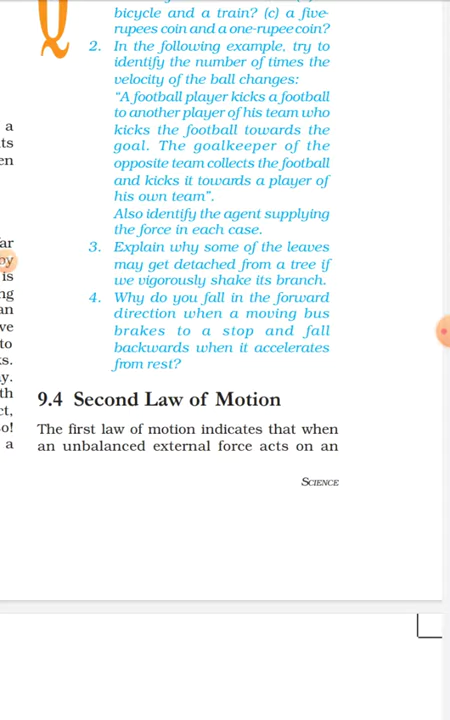 Q
bicycle and a train? (c) a five-
rupees coin and a one-rupee coin?
2. In the following example, try to
identify the number of times the
velocity of the ball changes:
“A football player kicks a football
to another player of his team who
kicks the football towards the
goal. The goalkeeper of the
opposite team collects the football
and kicks it towards a player of
his own team”.
Also identify the agent supplying
the force in each case.
3. Explain why some of the leaves
may get detached from a tree if
we vigorously shake its branch.
4. Why do you fall in the forward
direction when a moving bus
brakes to a stop and fall
backwards when it accelerates
from rest?
9.4 Second Law of Motion
The first law of motion indicates that when
an unbalanced external force acts on an
SCIENCE